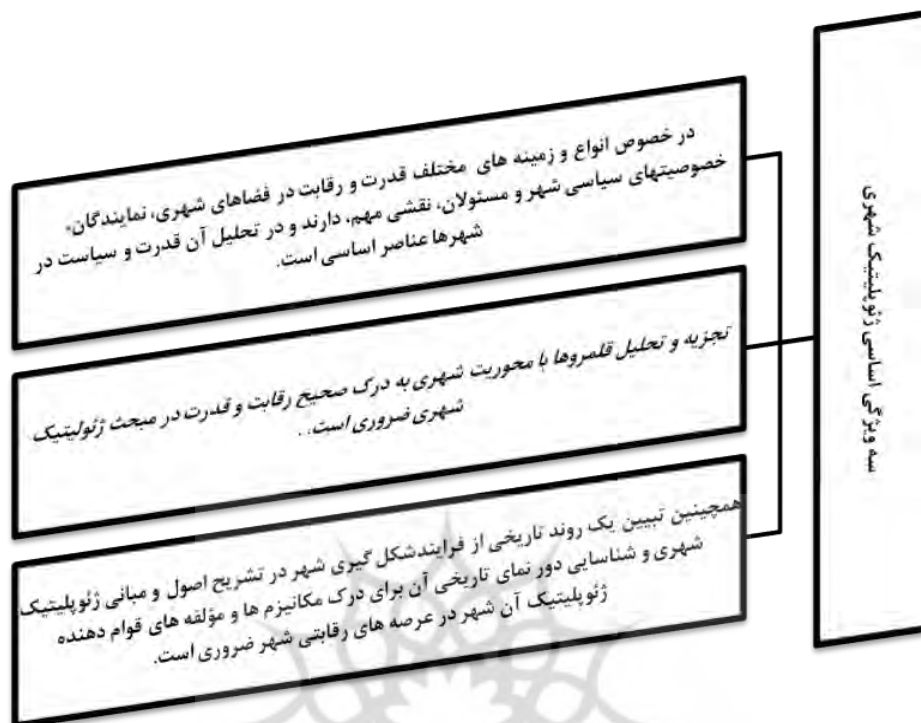 سه ویژگی اساسی ژئوپلیتیک شهری
در خصوص انواع و زمینه های مختلف قدرت و رقابت در فضاهای شهری، نمایندگان،
خصوصیتهای سیاسی شهر و مسئولان، نقشی مهم، دارند و در تحلیل آن قدرت و سیاست در
شهرها عناصر اساسی است.
تجزیه و تحلیل قلمروها با محوریت شهری به درک صحیح رقابت و قدرت در مبحث ژئولیتیک
شهری ضروری است. .
همچینین تبیین یک روند تاریخی از فرایندشکل گیری شهر در تشریح اصول و مبانی ژئوپلیتیک
شهری و شناسایی دور نمای تاریخی آن برای درک مکانیزم ها و مؤلفه های قوام دهنده
ژئوپلیتیک آن شهر در عرصه های رقابتی شهر ضروری است.